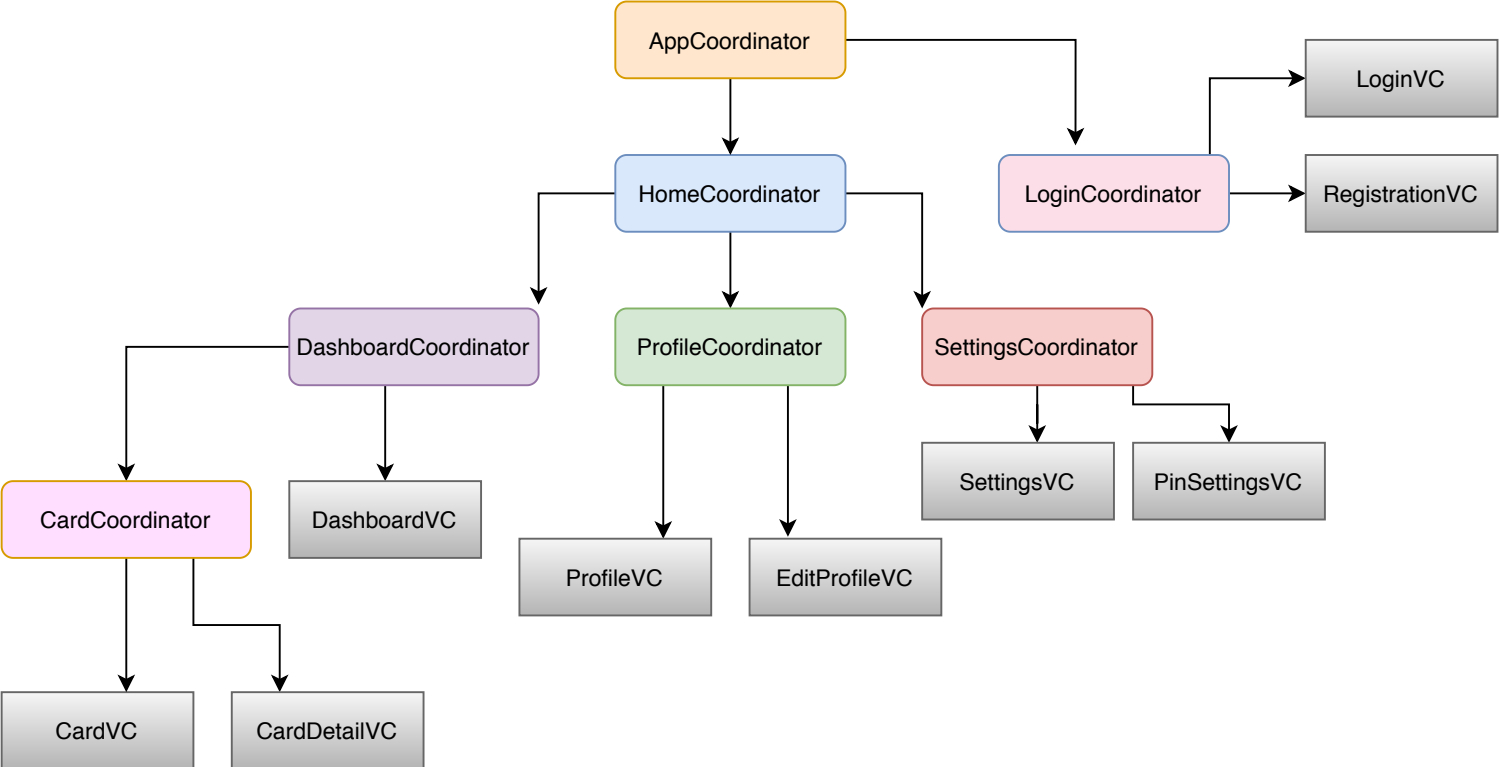 AppCoordinator
LoginVC
HomeCoordinator
LoginCoordinator
RegistrationVC
DashboardCoordinator
ProfileCoordinator
SettingsCoordinator
SettingsVC
PinSettingsVC
CardCoordinator
DashboardVC
ProfileVC
EditProfileVC
CardVC
CardDetailVC